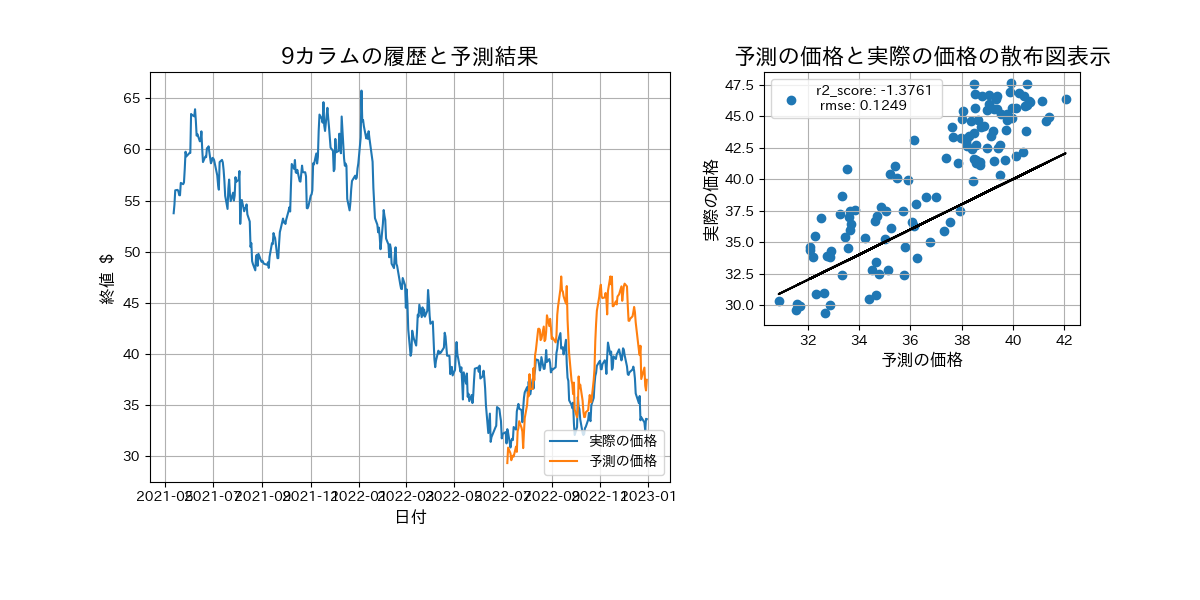 9カラムの履歴と予測結果
終値 $
65
60
55
50
45
40
35
30
2021-05 2021-07 2021-09 2021-11 2022-01 2022-03 2022-05 2022-07 2022-09 2022-11 2023-01
日付
実際の価格
予測の価格
予測の価格と実際の価格の散布図表示
r2_score: -1.3761
rmse: 0.1249
実際の価格
47.5
45.0
42.5
40.0
37.5
35.0
32.5
30.0
32 34 36 38 40 42
予測の価格